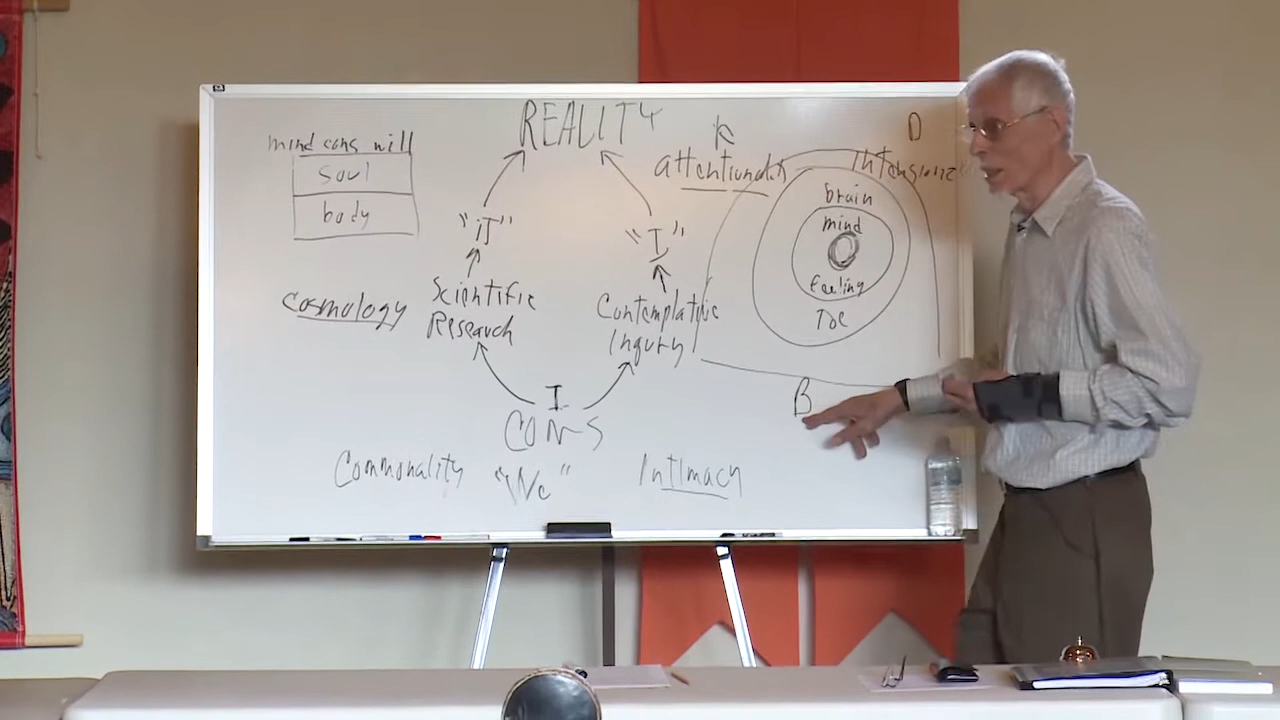 REALITY
mind cons will
soul
body
"iT"
"I"
cosmology
Scientific
Research
Contemplative
Inquiry
I
CONS
Commonality
"We"
Intimacy
K
D
brain
mind
feeling
Toe
B